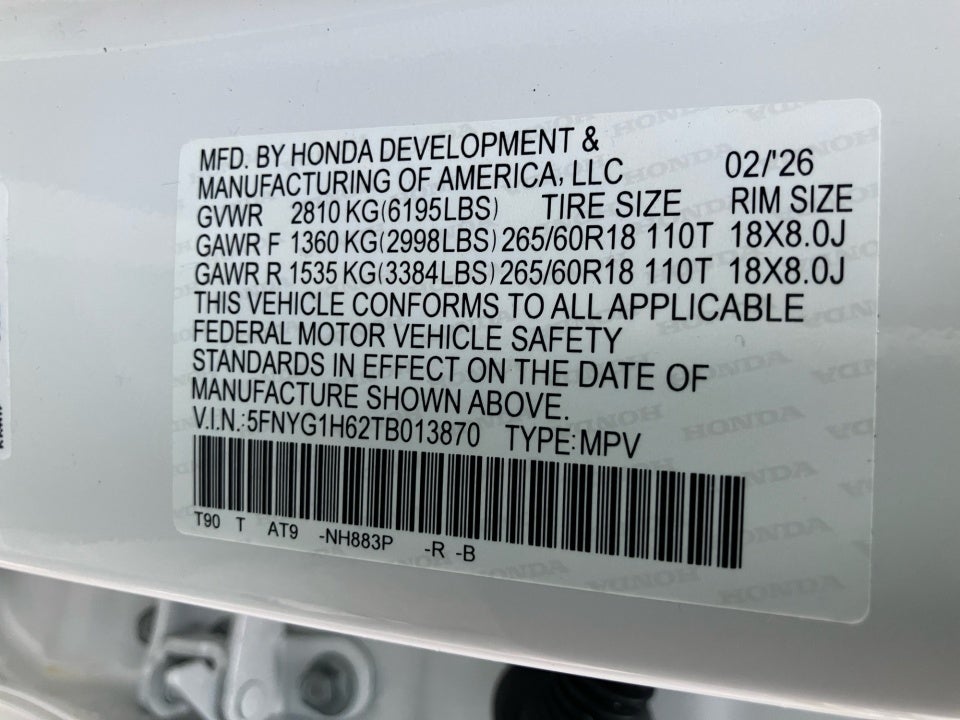 MFD. BY HONDA DEVELOPMENT &
MANUFACTURING OF AMERICA, LLC 02/'26
GVWR 2810 KG(6195LBS) TIRE SIZE RIM SIZE
GAWR F 1360 KG(2998LBS) 265/60R18 110T 18X8.0J
GAWR R 1535 KG(3384LBS) 265/60R18 110T 18X8.0J
THIS VEHICLE CONFORMS TO ALL APPLICABLE
FEDERAL MOTOR VEHICLE SAFETY
STANDARDS IN EFFECT ON THE DATE OF
MANUFACTURE SHOWN ABOVE.
V.I.N.:5FNYG1H62TB013870 TYPE:MPV
T90 T AT9 -NH883P -R -B